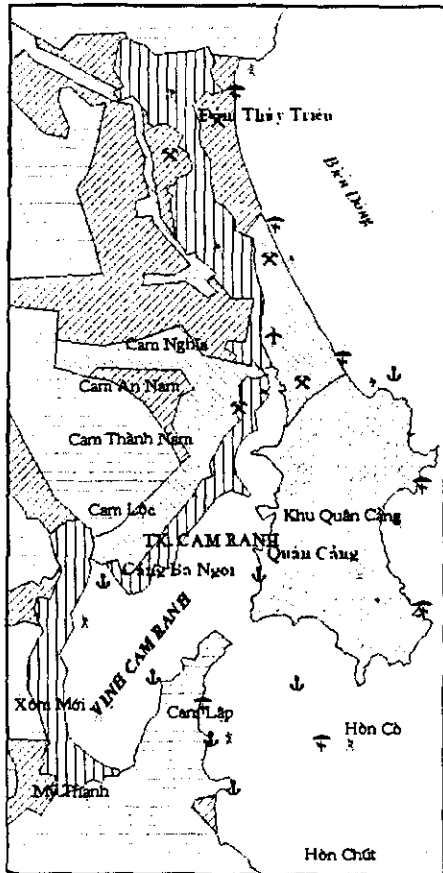 Đầm Thủy Triều
Biển Đông
Cam Nghĩa
Cam An Nam
Cam Thành Nam
Cam Lộc
Khu Quân Cảng
TX. CAM RANH
Quân Cảng
Cảng Ba Ngòi
VỊNH CAM RANH
Xóm Mới
Cam Lập
Hòn Cò
Mỹ Thanh
Hòn Chút